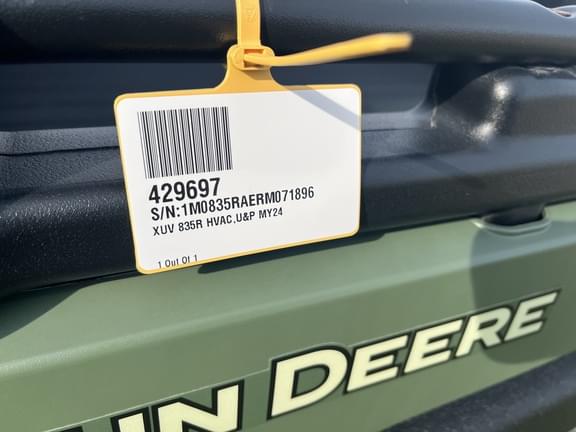 429697
S/N:1M0835RAERM071896
XUV 835R HVAC,U&P MY24
1 Out Of 1
HN DEERE